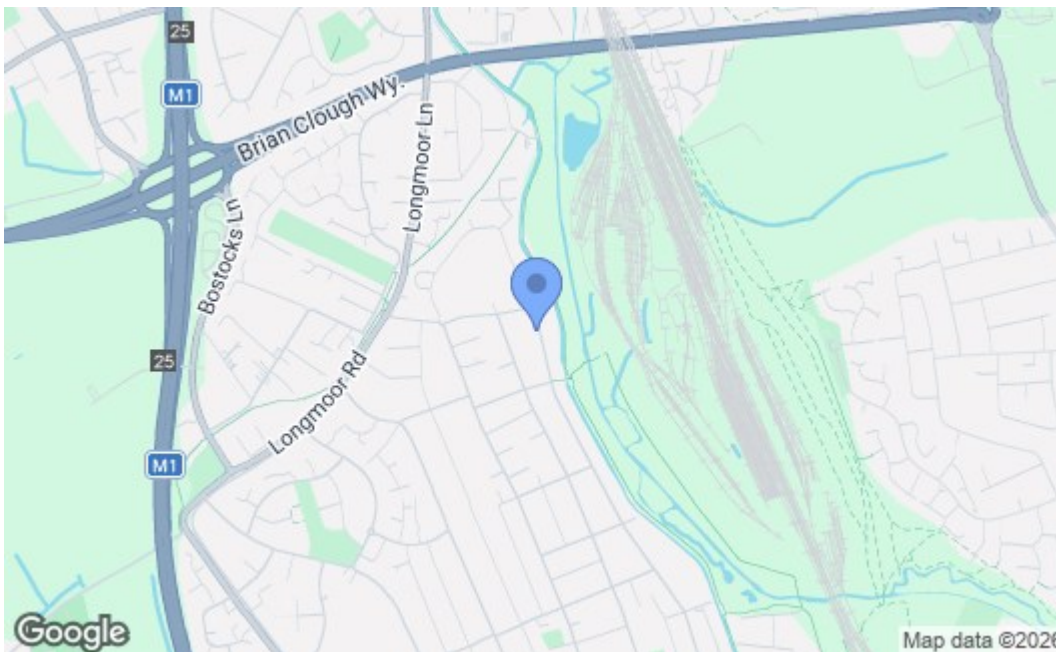 25
M1
Brian Clough Wy.
Longmoor Ln
Bostocks Ln
25
Longmoor Rd
M1
Google
Map data ©2026